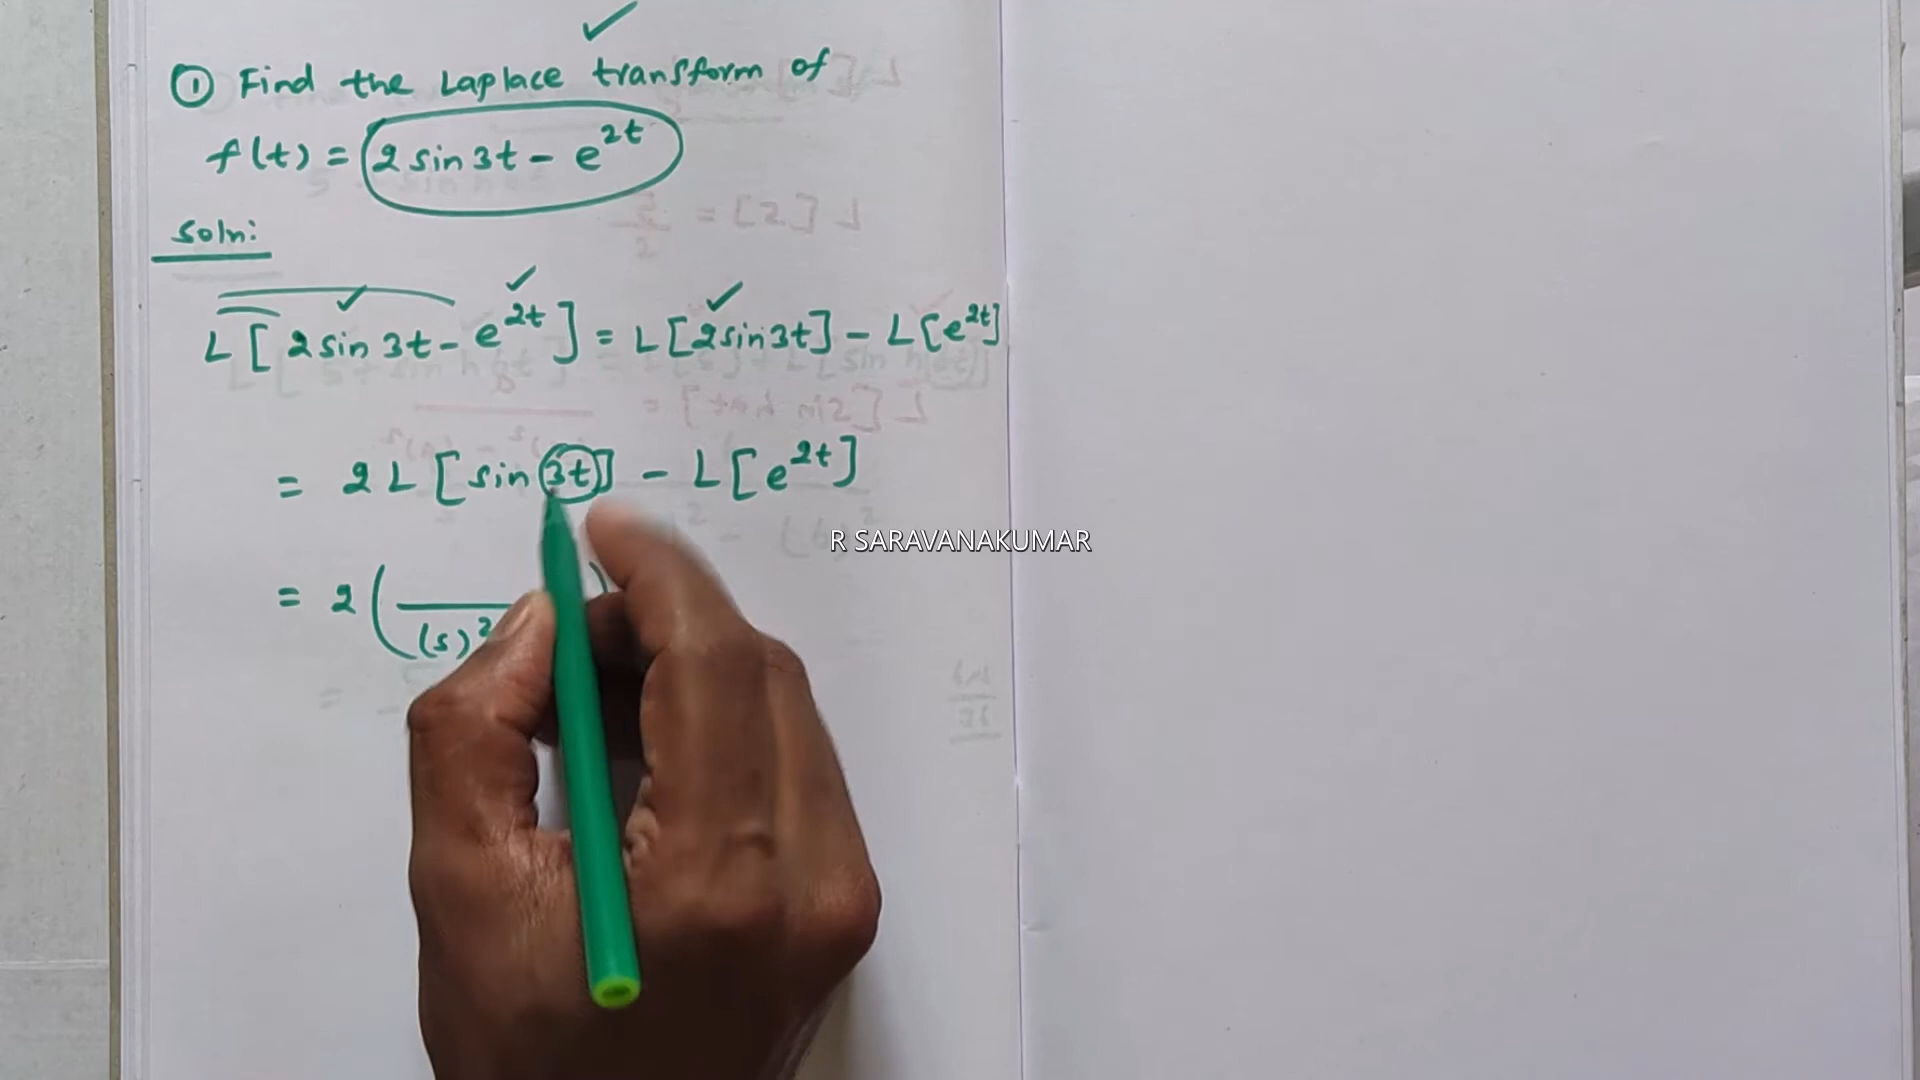 ① Find the Laplace transform of
f(t) = 2 sin 3t - e^2t
Soln:
L[2 sin 3t - e^2t] = L[2 sin 3t] - L[e^2t]
= 2 L [sin 3t] - L [e^2t]
R SARAVANAKUMAR
= 2 ( / (s)^2 )